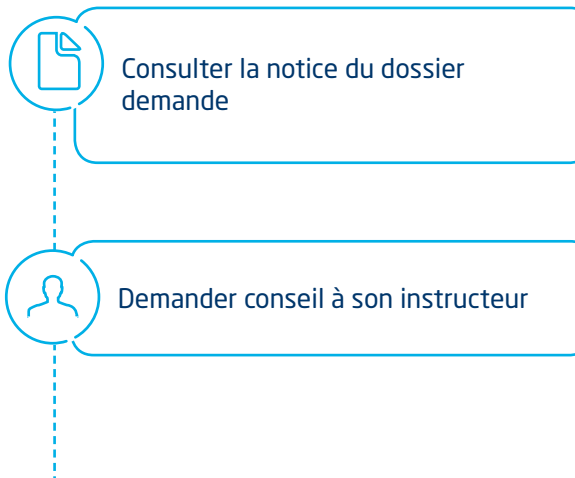 Consulter la notice du dossier
demande
Demander conseil à son instructeur